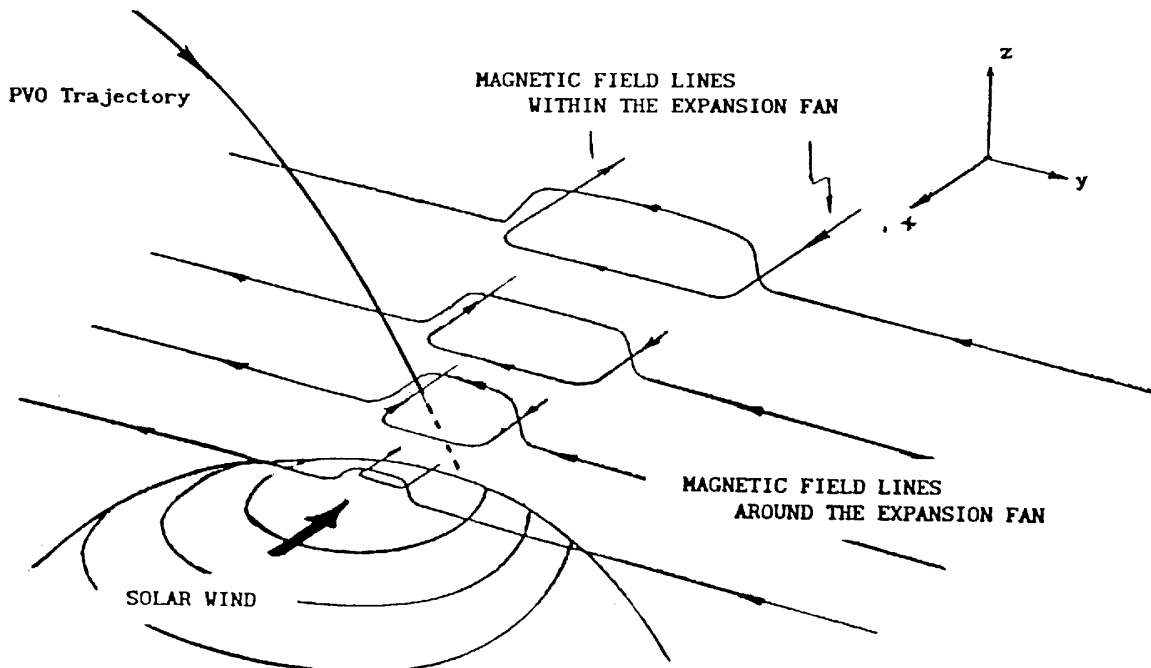 z
MAGNETIC FIELD LINES
WITHIN THE EXPANSION FAN
PVO Trajectory
y
x
MAGNETIC FIELD LINES
AROUND THE EXPANSION FAN
SOLAR WIND